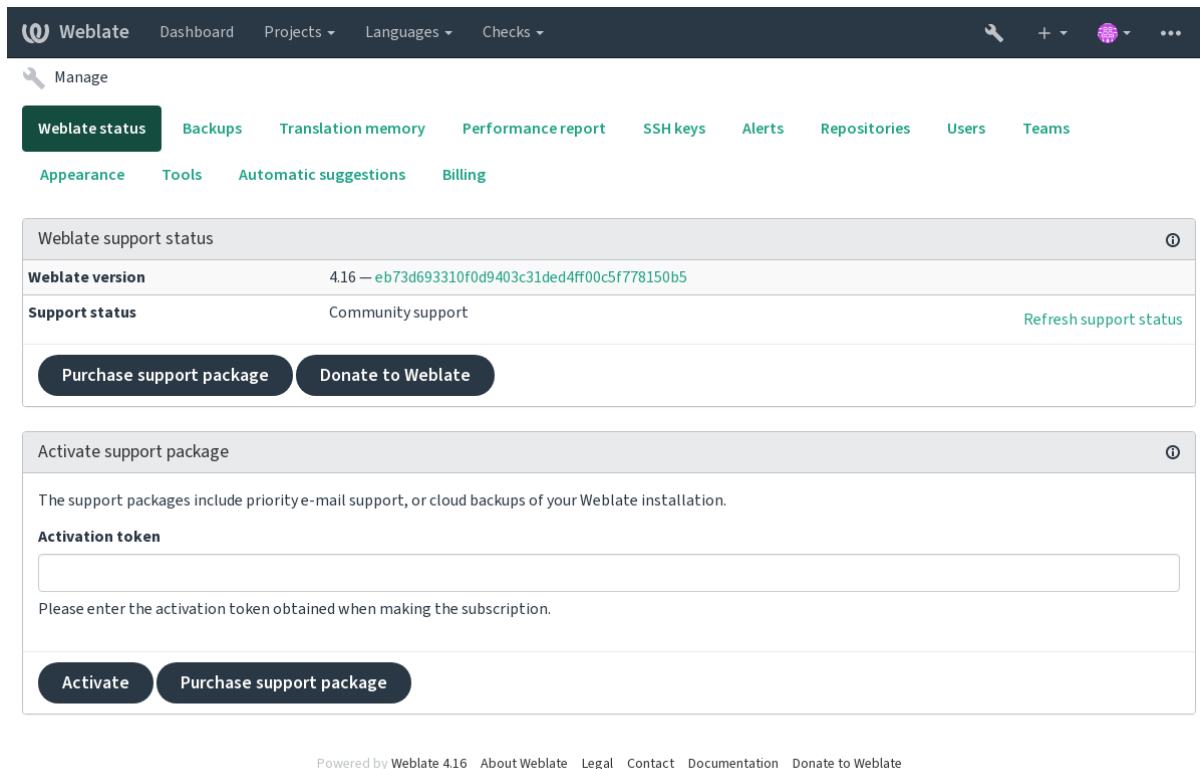 Weblate Dashboard Projects Languages Checks
Manage
Weblate status Backups Translation memory Performance report SSH keys Alerts Repositories Users Teams
Appearance Tools Automatic suggestions Billing
Weblate support status
Weblate version 4.16 — eb73d693310f0d9403c31ded4ff00c5f778150b5
Support status Community support Refresh support status
Purchase support package Donate to Weblate
Activate support package
The support packages include priority e-mail support, or cloud backups of your Weblate installation.
Activation token
Please enter the activation token obtained when making the subscription.
Activate Purchase support package
Powered by Weblate 4.16 About Weblate Legal Contact Documentation Donate to Weblate